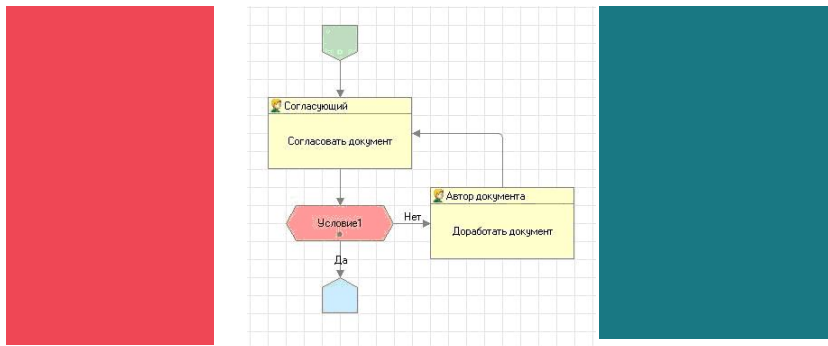 Согласующий
Согласовать документ
Автор документа
Условие1
Нет
Доработать документ
Да